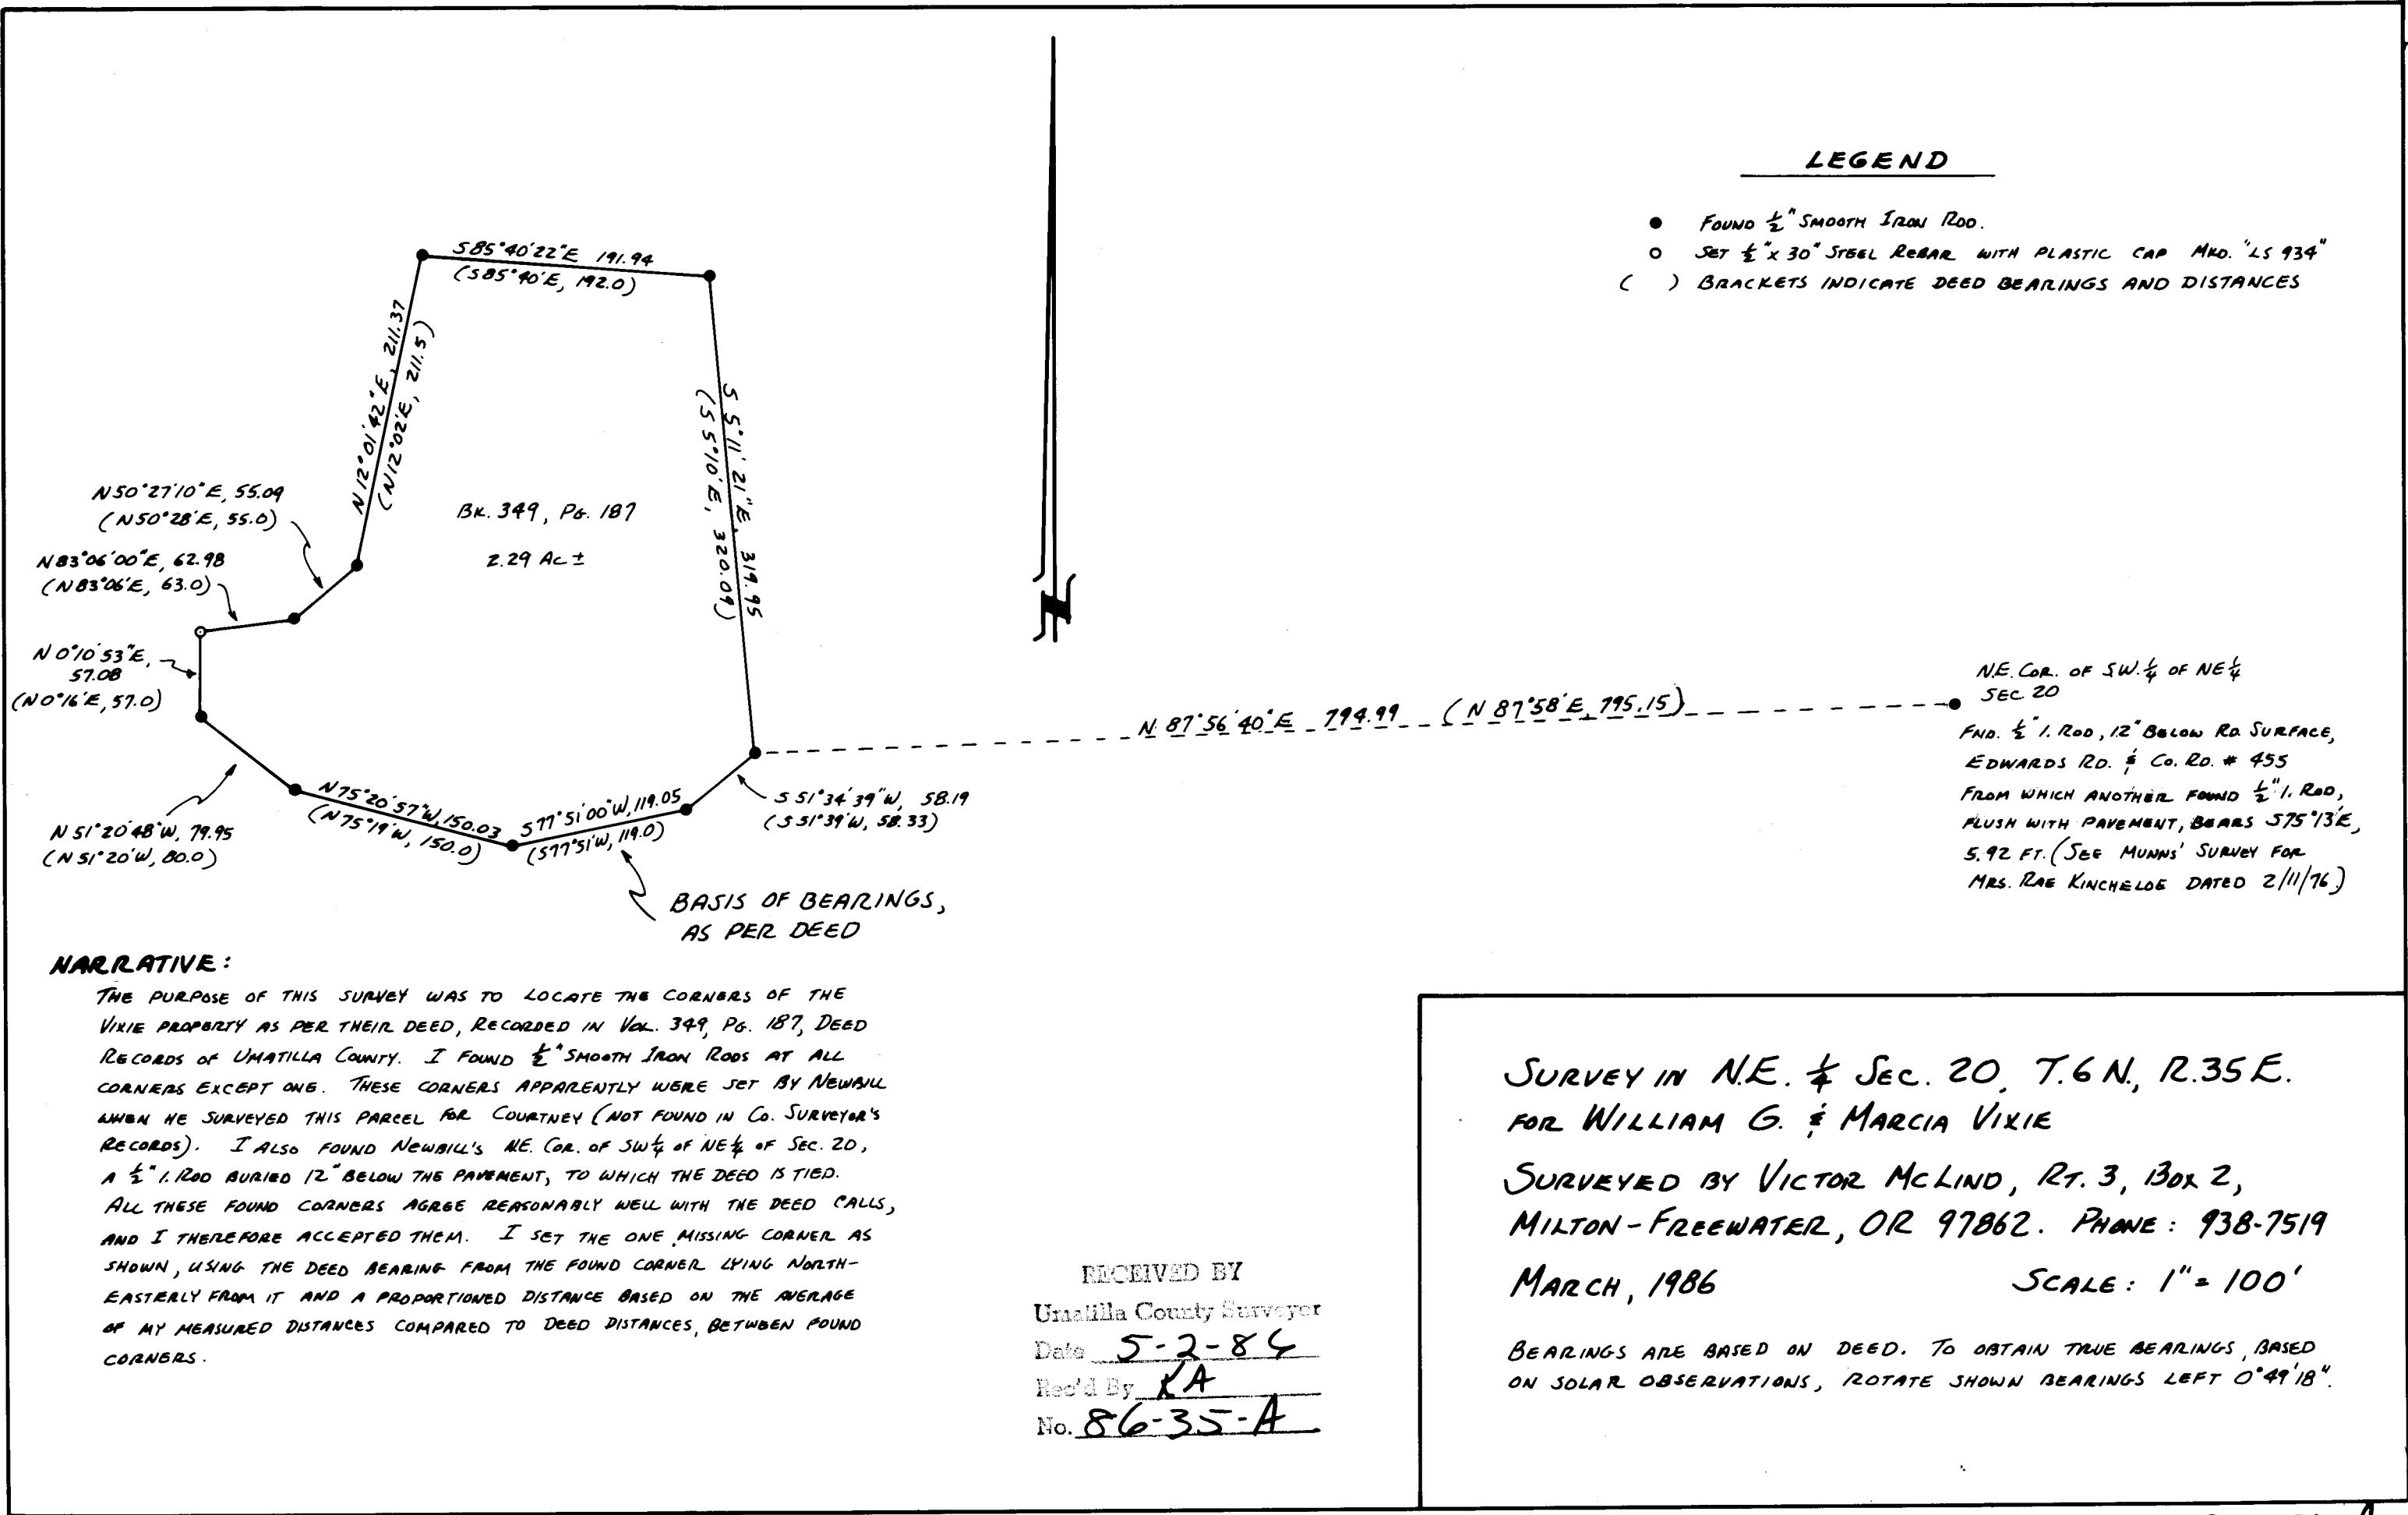 LEGEND
● FOUND ½" SMOOTH IRON ROD.
○ SET ½" x 30" STEEL REBAR WITH PLASTIC CAP MKD. "LS 934"
( ) BRACKETS INDICATE DEED BEARINGS AND DISTANCES
S85°40'22"E 191.94
(S85°40'E, 192.0)
N12°01'42"E, 211.37
(N12°02'E, 211.5)
S 5°11'21"E, 319.95
(S 5°10'E, 320.09)
N50°27'10"E, 55.09
(N50°28'E, 55.0)
BK. 349, PG. 187
2.29 AC ±
N83°06'00"E, 62.98
(N83°06'E, 63.0)
N0°10'53"E,
57.08
(N0°16'E, 57.0)
N 51°20'48"W, 79.95
(N 51°20'W, 80.0)
N75°20'57"W, 150.03
(N75°19'W, 150.0)
S77°51'00"W, 119.05
(S77°51'W, 119.0)
S 51°34'39"W, 58.19
(S 51°39'W, 58.33)
BASIS OF BEARINGS,
AS PER DEED
N
N 87°56'40"E 794.99 (N 87°58'E, 795.15)
N.E. COR. OF S.W. ¼ OF NE ¼
SEC. 20
FND. ½" I. ROD, 12" BELOW RD. SURFACE,
EDWARDS RD. & CO. RD. # 455
FROM WHICH ANOTHER FOUND ½" I. ROD,
FLUSH WITH PAVEMENT, BEARS S75°13'E,
5.92 FT. (SEE MUNNS' SURVEY FOR
MRS. RAE KINCHELOE DATED 2/11/76)
NARRATIVE:
THE PURPOSE OF THIS SURVEY WAS TO LOCATE THE CORNERS OF THE
VIXIE PROPERTY AS PER THEIR DEED, RECORDED IN VOL. 349, PG. 187, DEED
RECORDS OF UMATILLA COUNTY. I FOUND ½" SMOOTH IRON RODS AT ALL
CORNERS EXCEPT ONE. THESE CORNERS APPARENTLY WERE SET BY NEWBILL
WHEN HE SURVEYED THIS PARCEL FOR COURTNEY (NOT FOUND IN CO. SURVEYOR'S
RECORDS). I ALSO FOUND NEWBILL'S N.E. COR. OF SW¼ OF NE¼ OF SEC. 20,
A ½" I. ROD BURIED 12" BELOW THE PAVEMENT, TO WHICH THE DEED IS TIED.
ALL THESE FOUND CORNERS AGREE REASONABLY WELL WITH THE DEED CALLS,
AND I THEREFORE ACCEPTED THEM. I SET THE ONE MISSING CORNER AS
SHOWN, USING THE DEED BEARING FROM THE FOUND CORNER LYING NORTH-
EASTERLY FROM IT AND A PROPORTIONED DISTANCE BASED ON THE AVERAGE
OF MY MEASURED DISTANCES COMPARED TO DEED DISTANCES, BETWEEN FOUND
CORNERS.
RECEIVED BY
Umatilla County Surveyor
Date 5-2-86
Rec'd By KA
No. 86-35-A
SURVEY IN N.E. ¼ SEC. 20, T.6 N., R.35 E.
FOR WILLIAM G. & MARCIA VIXIE
SURVEYED BY VICTOR MCLIND, RT. 3, BOX 2,
MILTON-FREEWATER, OR 97862. PHONE: 938-7519
MARCH, 1986 SCALE: 1" = 100'
BEARINGS ARE BASED ON DEED. TO OBTAIN TRUE BEARINGS, BASED
ON SOLAR OBSERVATIONS, ROTATE SHOWN BEARINGS LEFT 0°49'18".